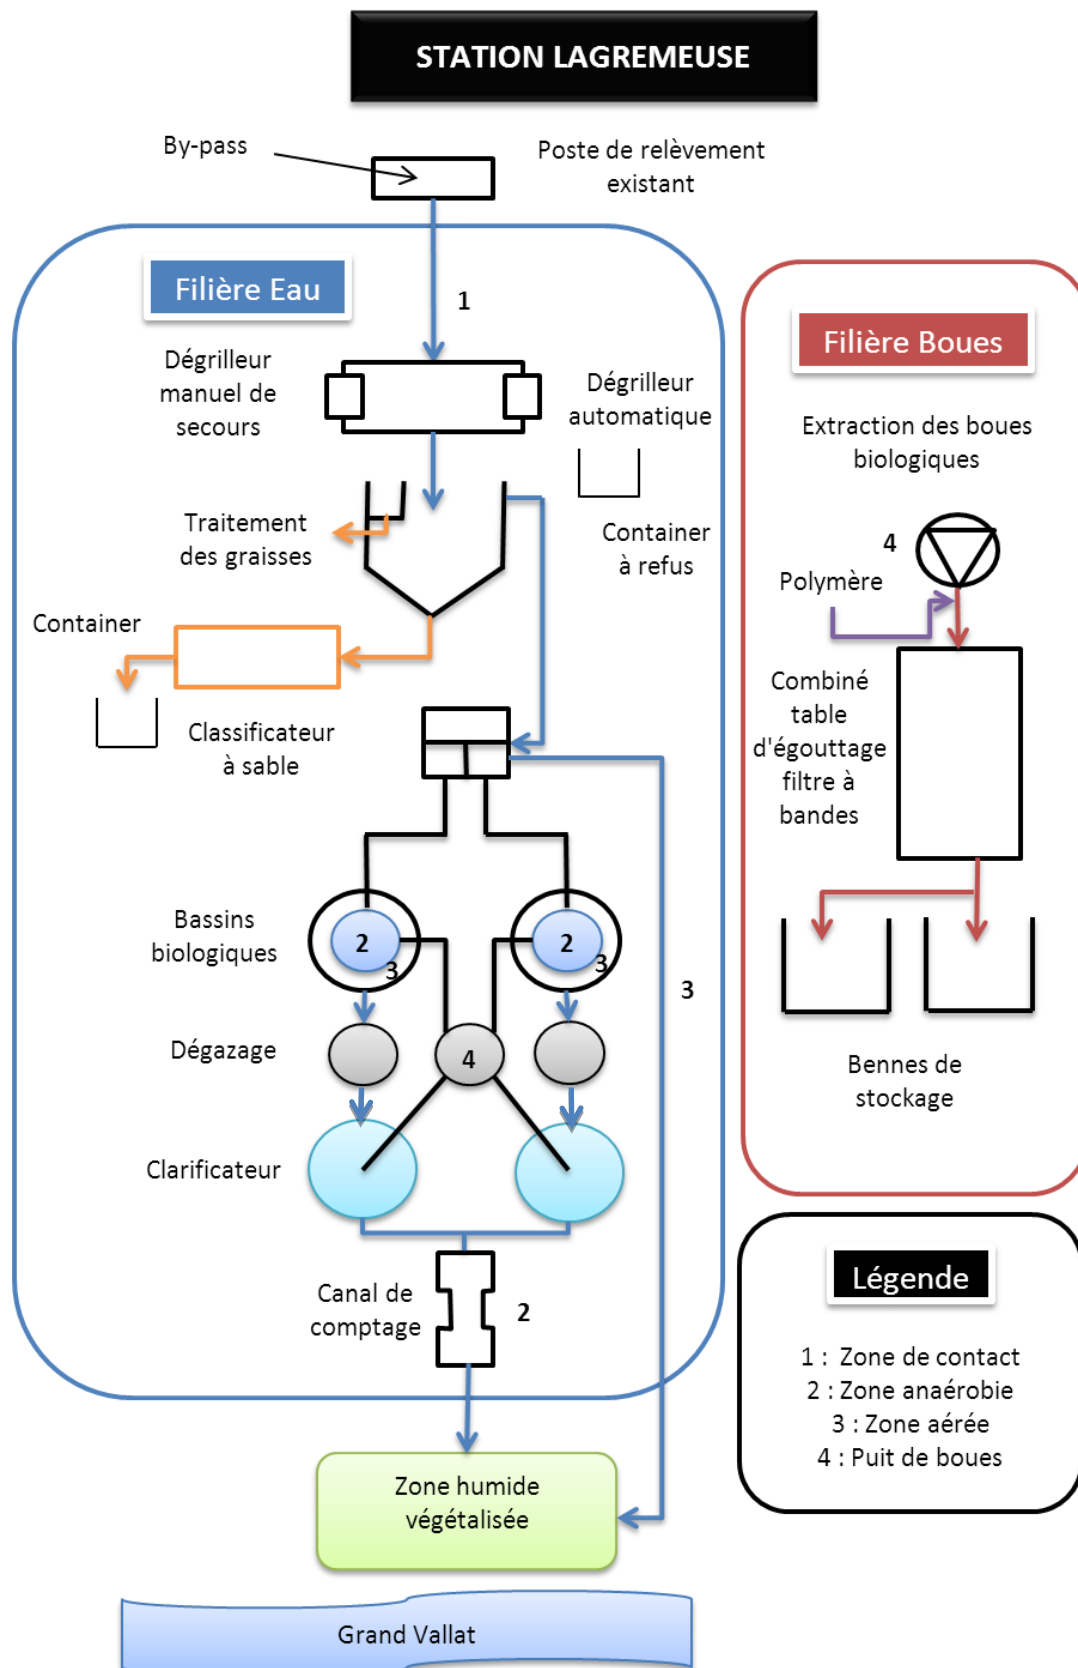 STATION LAGREMEUSE
By-pass
Poste de relèvement
existant
Filière Eau
1
Dégrilleur
manuel de
secours
Dégrilleur
automatique
Traitement
des graisses
Container
à refus
Container
Classificateur
à sable
Bassins
biologiques
2
3
2
3
3
Dégazage
4
Clarificateur
Canal de
comptage
2
Zone humide
végétalisée
Grand Vallat
Filière Boues
Extraction des boues
biologiques
4
Polymère
Combiné
table
d'égouttage
filtre à
bandes
Bennes de
stockage
Légende
1 : Zone de contact
2 : Zone anaérobie
3 : Zone aérée
4 : Puit de boues